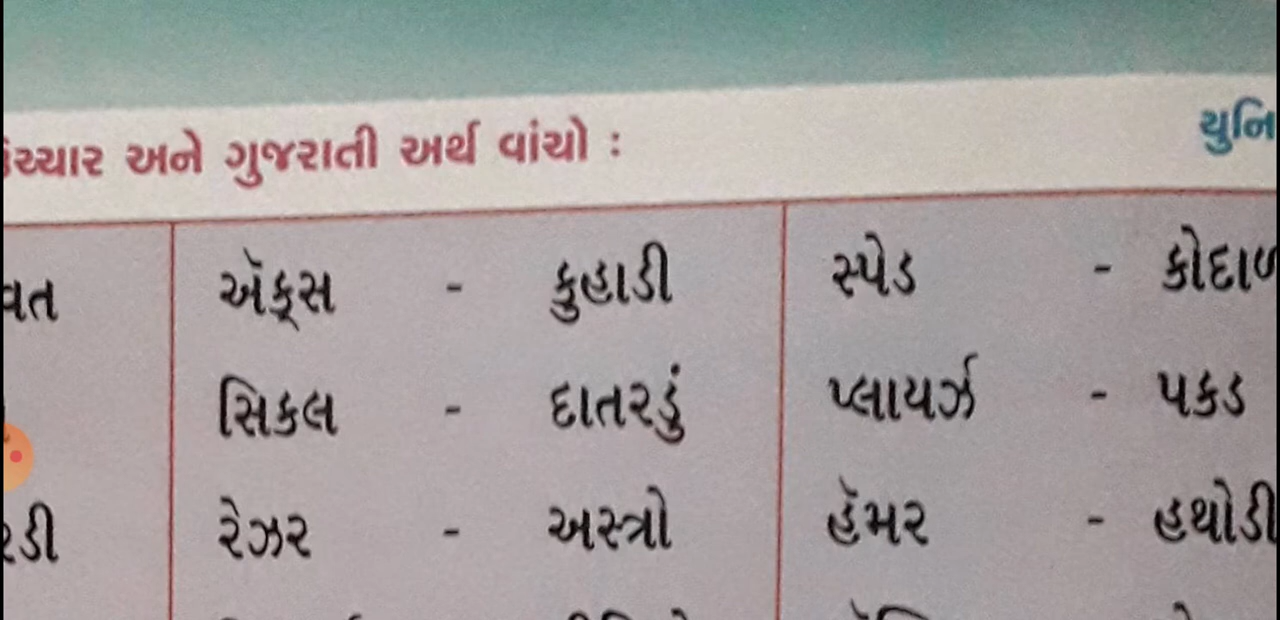 અને ગુજરાતી અર્થ વાંચો :
ઍક્સ - કુહાડી સ્પેડ -
સિકલ - દાતરડું પ્લાયર્ઝ - પકડ
રેઝર - અસ્ત્રો હૅમર - હથોડી